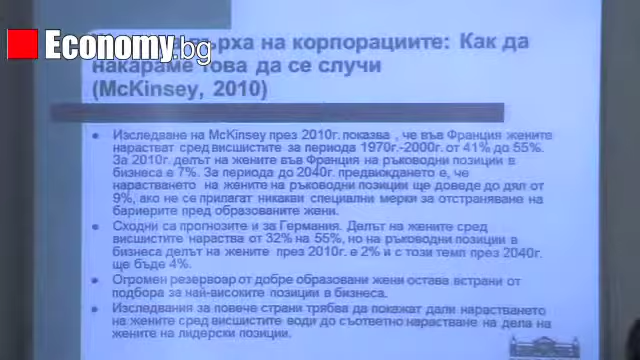 Economy.bg
върха на корпорациите: Как да
накараме това да се случи
(McKinsey, 2010)
Изследване на McKinsey през 2010г. показва , че във Франция жените
нарастват сред висшистите за периода 1970г.-2000г. от 41% до 55%.
За 2010г. делът на жените във Франция на ръководни позиции в
бизнеса е 7%. За периода до 2040г. предвиждането е, че
нарастването на жените на ръководни позиции ще доведе до дял от
9%, ако не се прилагат никакви специални мерки за отстраняване на
бариерите пред образованите жени.
Сходни са прогнозите и за Германия. Делът на жените сред
висшистите нараства от 32% на 55%, но на ръководни позиции в
бизнеса делът на жените през 2010г. е 2% и с този темп през 2040г.
ще бъде 4%.
Огромен резервоар от добре образовани жени остава встрани от
подбора за най-високите позиции в бизнеса.
Изследвания за повече страни трябва да покажат дали нарастването
на жените сред висшистите води до съответно нарастване на дела на
жените на лидерски позиции.